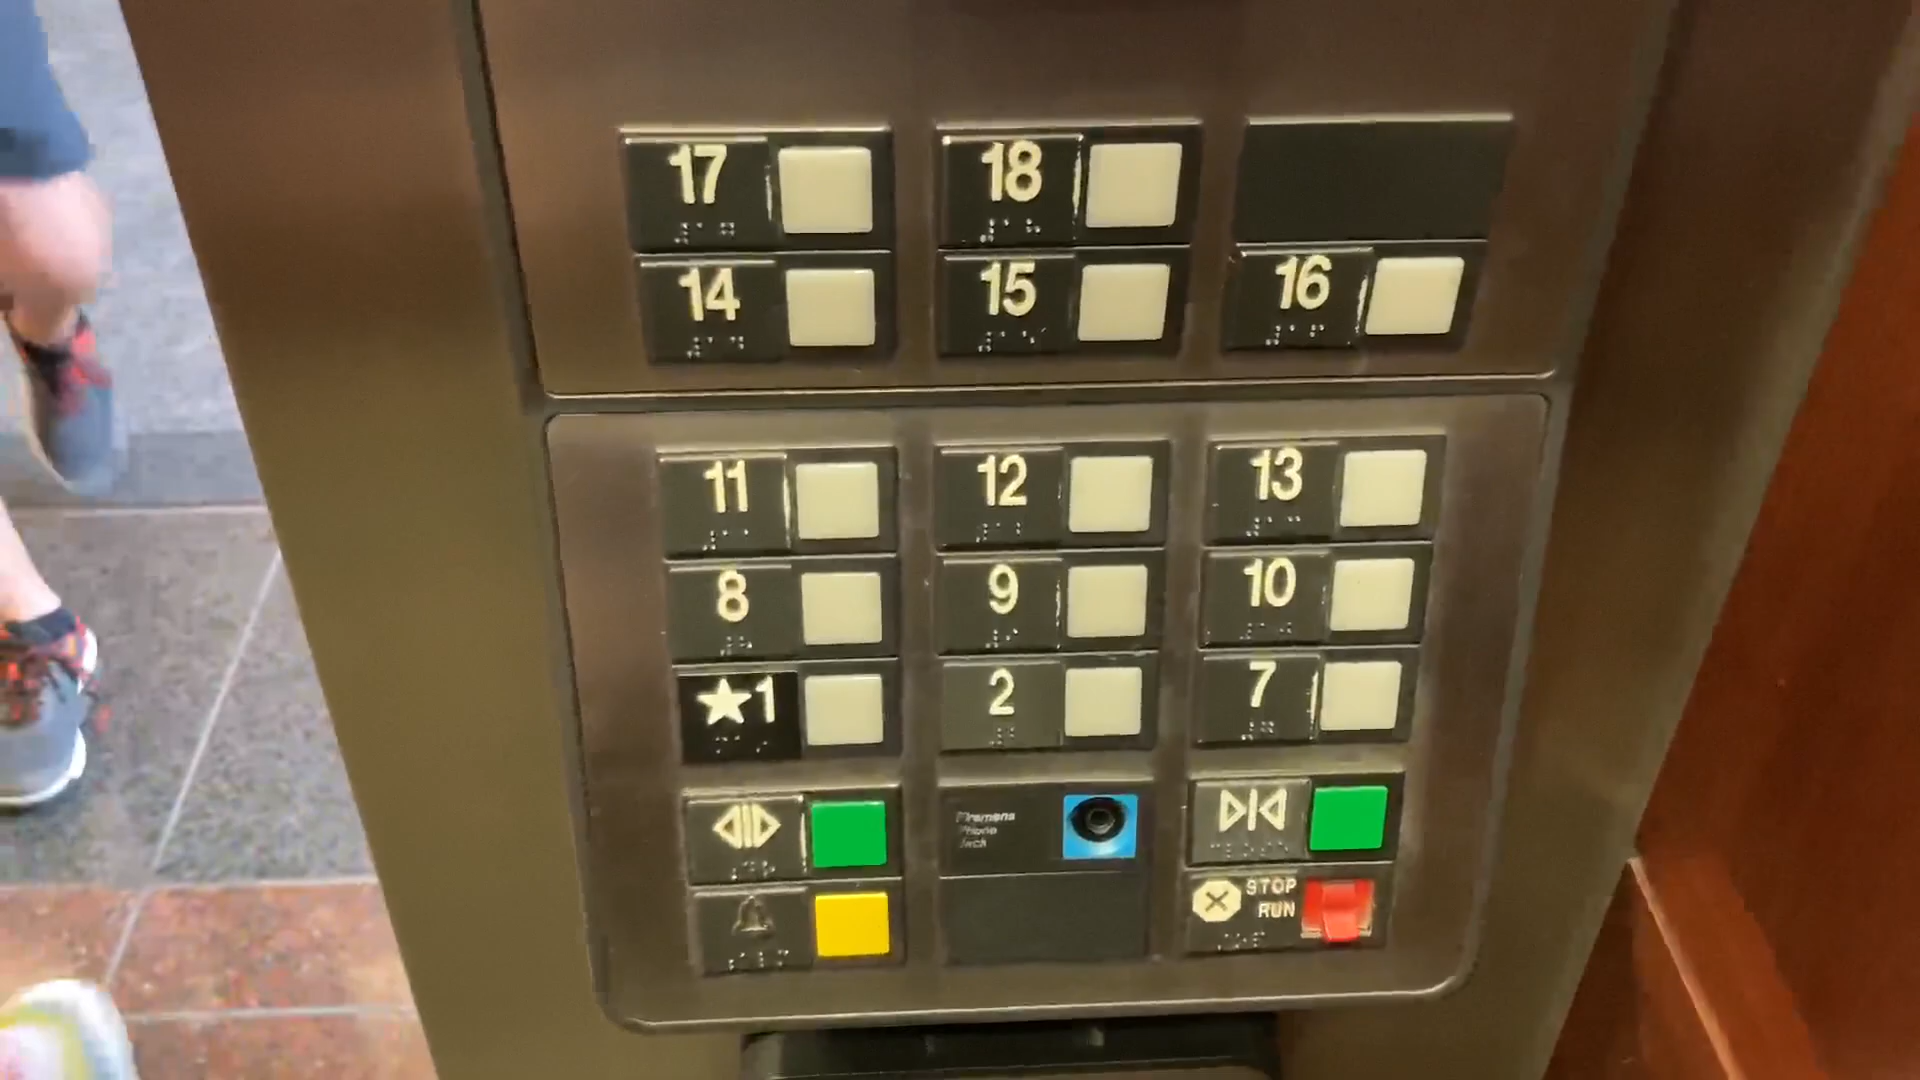 17 18
14 15 16
11 12 13
8 9 10
★1 2 7
Firemens
Phone
Jack
STOP
RUN